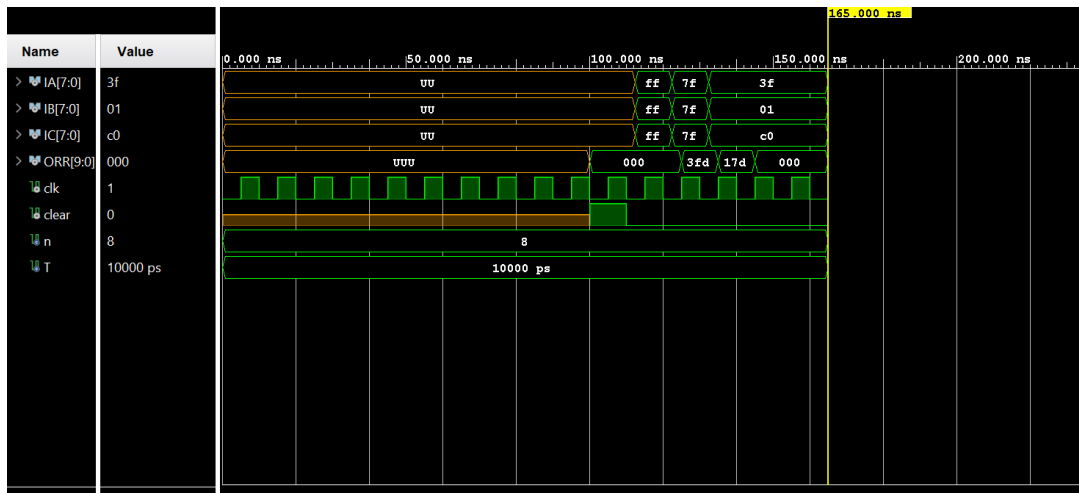 165.000 ns
Name Value
0.000 ns 50.000 ns 100.000 ns 150.000 ns 200.000 ns
IA[7:0] 3f UU ff 7f 3f
IB[7:0] 01 UU ff 7f 01
IC[7:0] c0 UU ff 7f c0
ORR[9:0] 000 UUU 000 3fd 17d 000
clk 1
clear 0
n 8 8
T 10000 ps 10000 ps